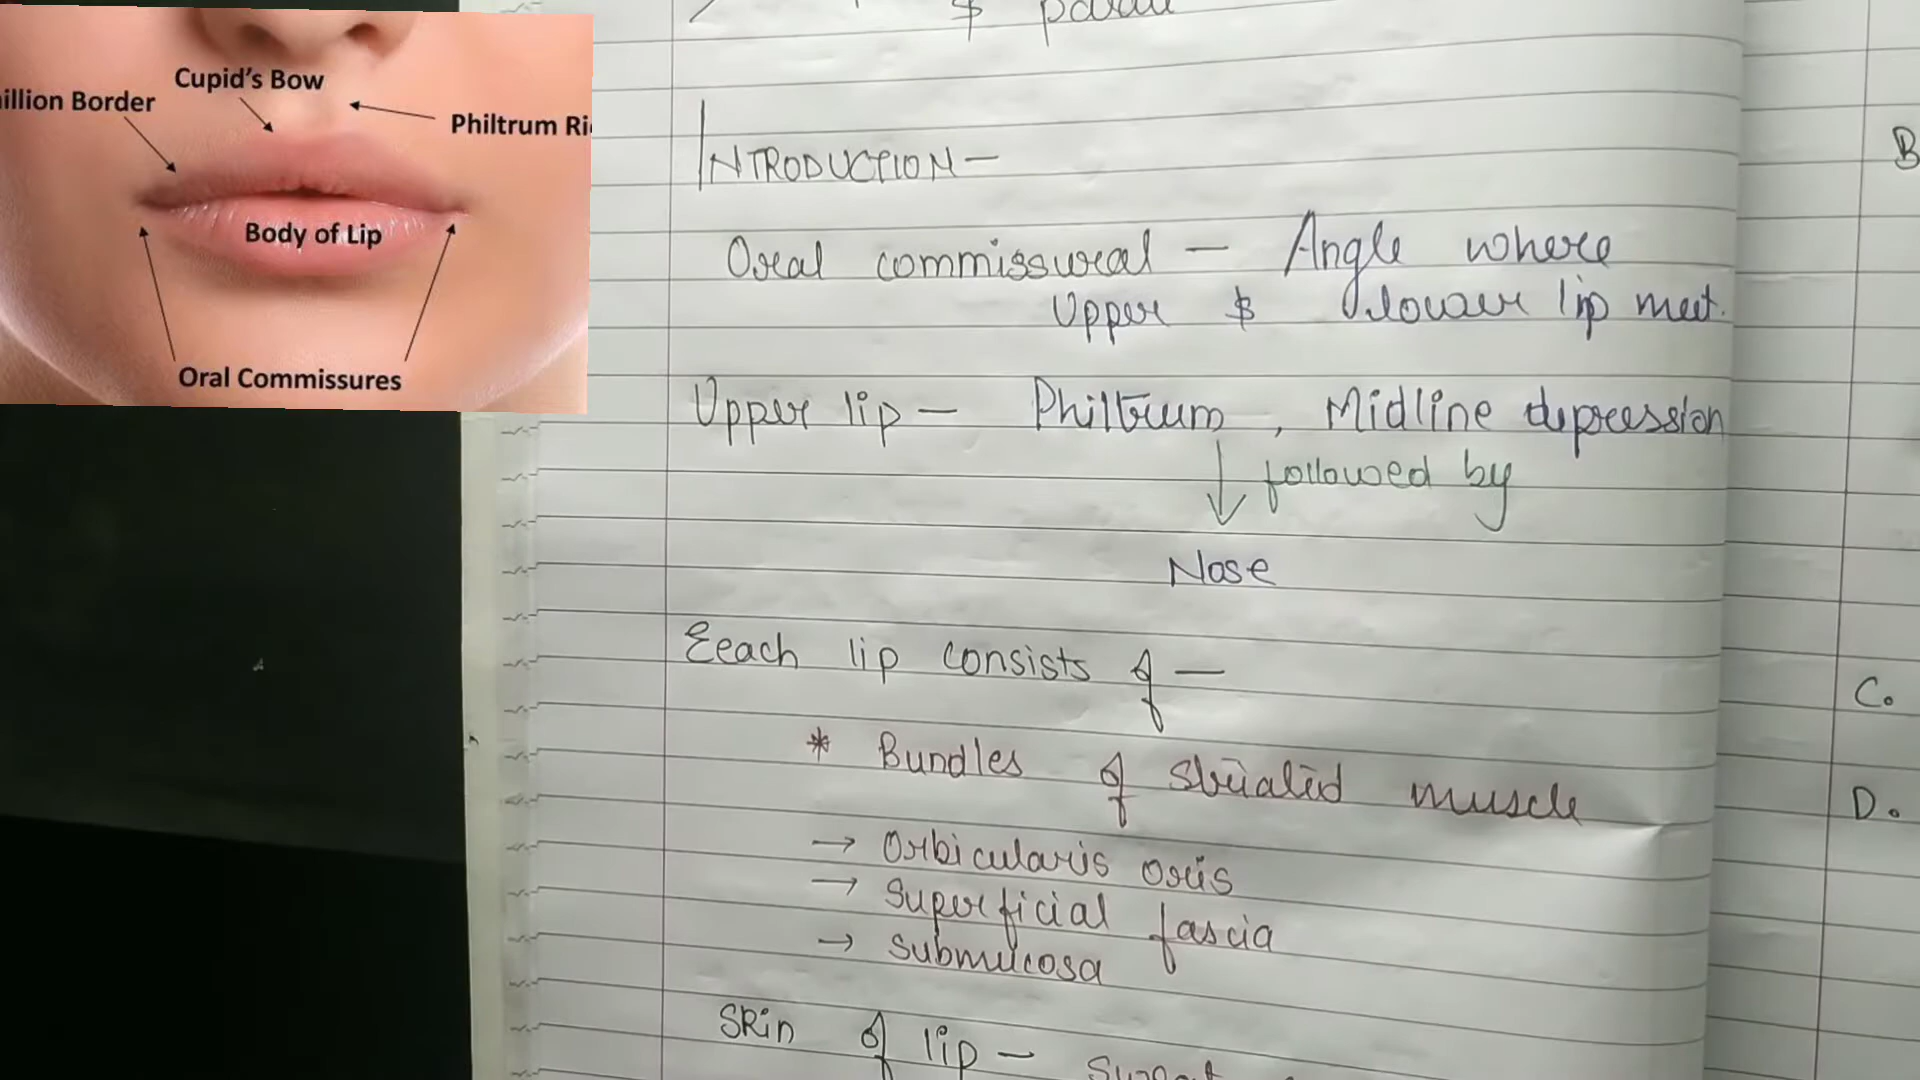 Cupid's Bow
illion Border
Philtrum Ri
Body of Lip
Oral Commissures
$
INTRODUCTION –
Oral commissural – Angle where
Upper $ lower lip meet.
Upper lip – Philtrum, Midline depression
↓ followed by
Nose
Eeach lip consists of –
* Bundles of striated muscle
→ Orbicularis oris
→ Superficial fascia
→ Submucosa
Skin of lip –
B
C.
D.